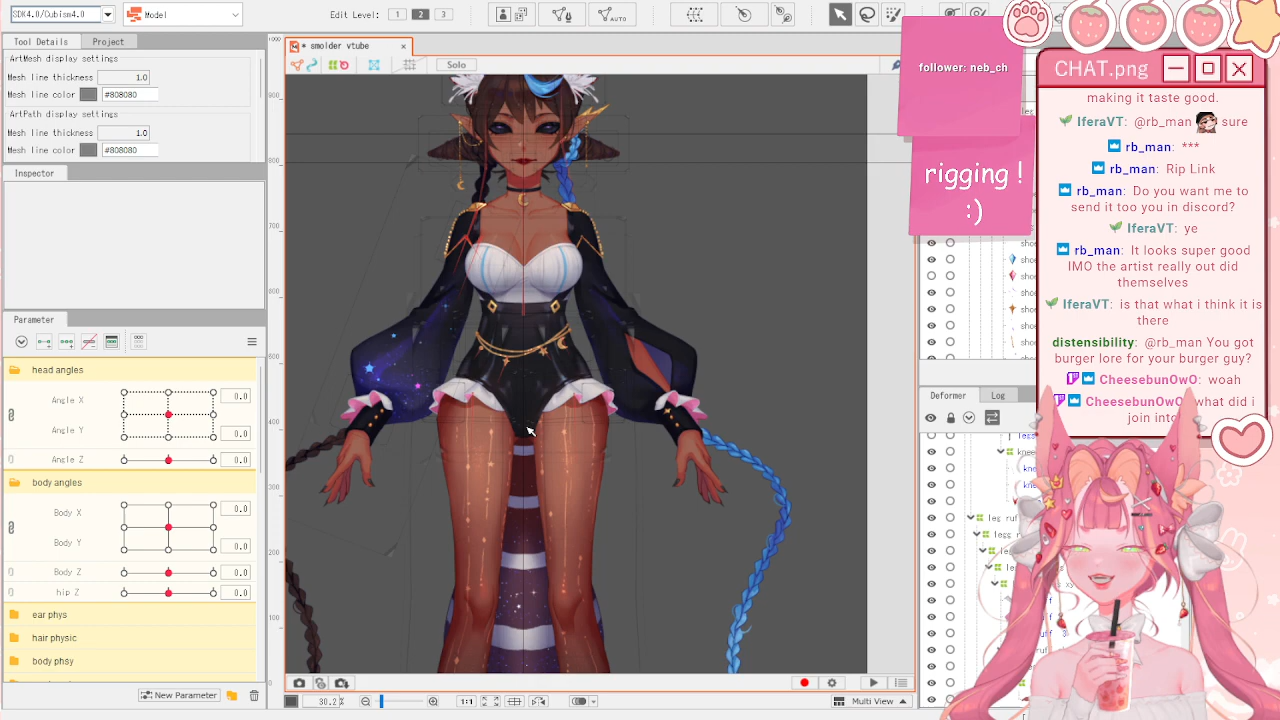 SDK4.0/Cubism4.0
Model
Edit Level: 1 2 3
AUTO
Tool Details
Project
ArtMesh display settings
Mesh line thickness 1.0
Mesh line color #808080
ArtPath display settings
Mesh line thickness 1.0
Mesh line color #808080
Inspector
Parameter
head angles
Angle X 0.0
Angle Y 0.0
Angle Z 0.0
body angles
Body X 0.0
Body Y 0.0
Body Z 0.0
hip Z 0.0
ear phys
hair physic
body phsy
New Parameter
* smolder vtube
Solo
1:1
Multi View
follower: neb_ch
rigging !
:)
Deformer
Log
CHAT.png
making it taste good.
IferaVT: @rb_man sure
rb_man: ***
rb_man: Rip Link
rb_man: Do you want me to
send it too you in discord?
IferaVT: ye
rb_man: It looks super good
IMO the artist really out did
themselves
IferaVT: is that what i think it is
there
distensibility: @rb_man You got
burger lore for your burger guy?
CheesebunOwO: woah
CheesebunOwO: what did i
join into